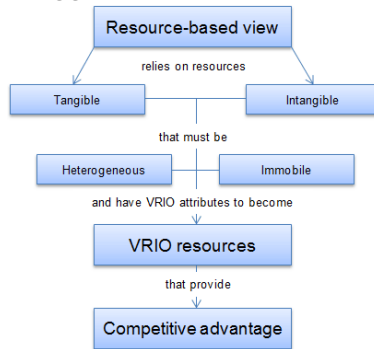 Resource-based view
relies on resources
Tangible
Intangible
that must be
Heterogeneous
Immobile
and have VRIO attributes to become
VRIO resources
that provide
Competitive advantage